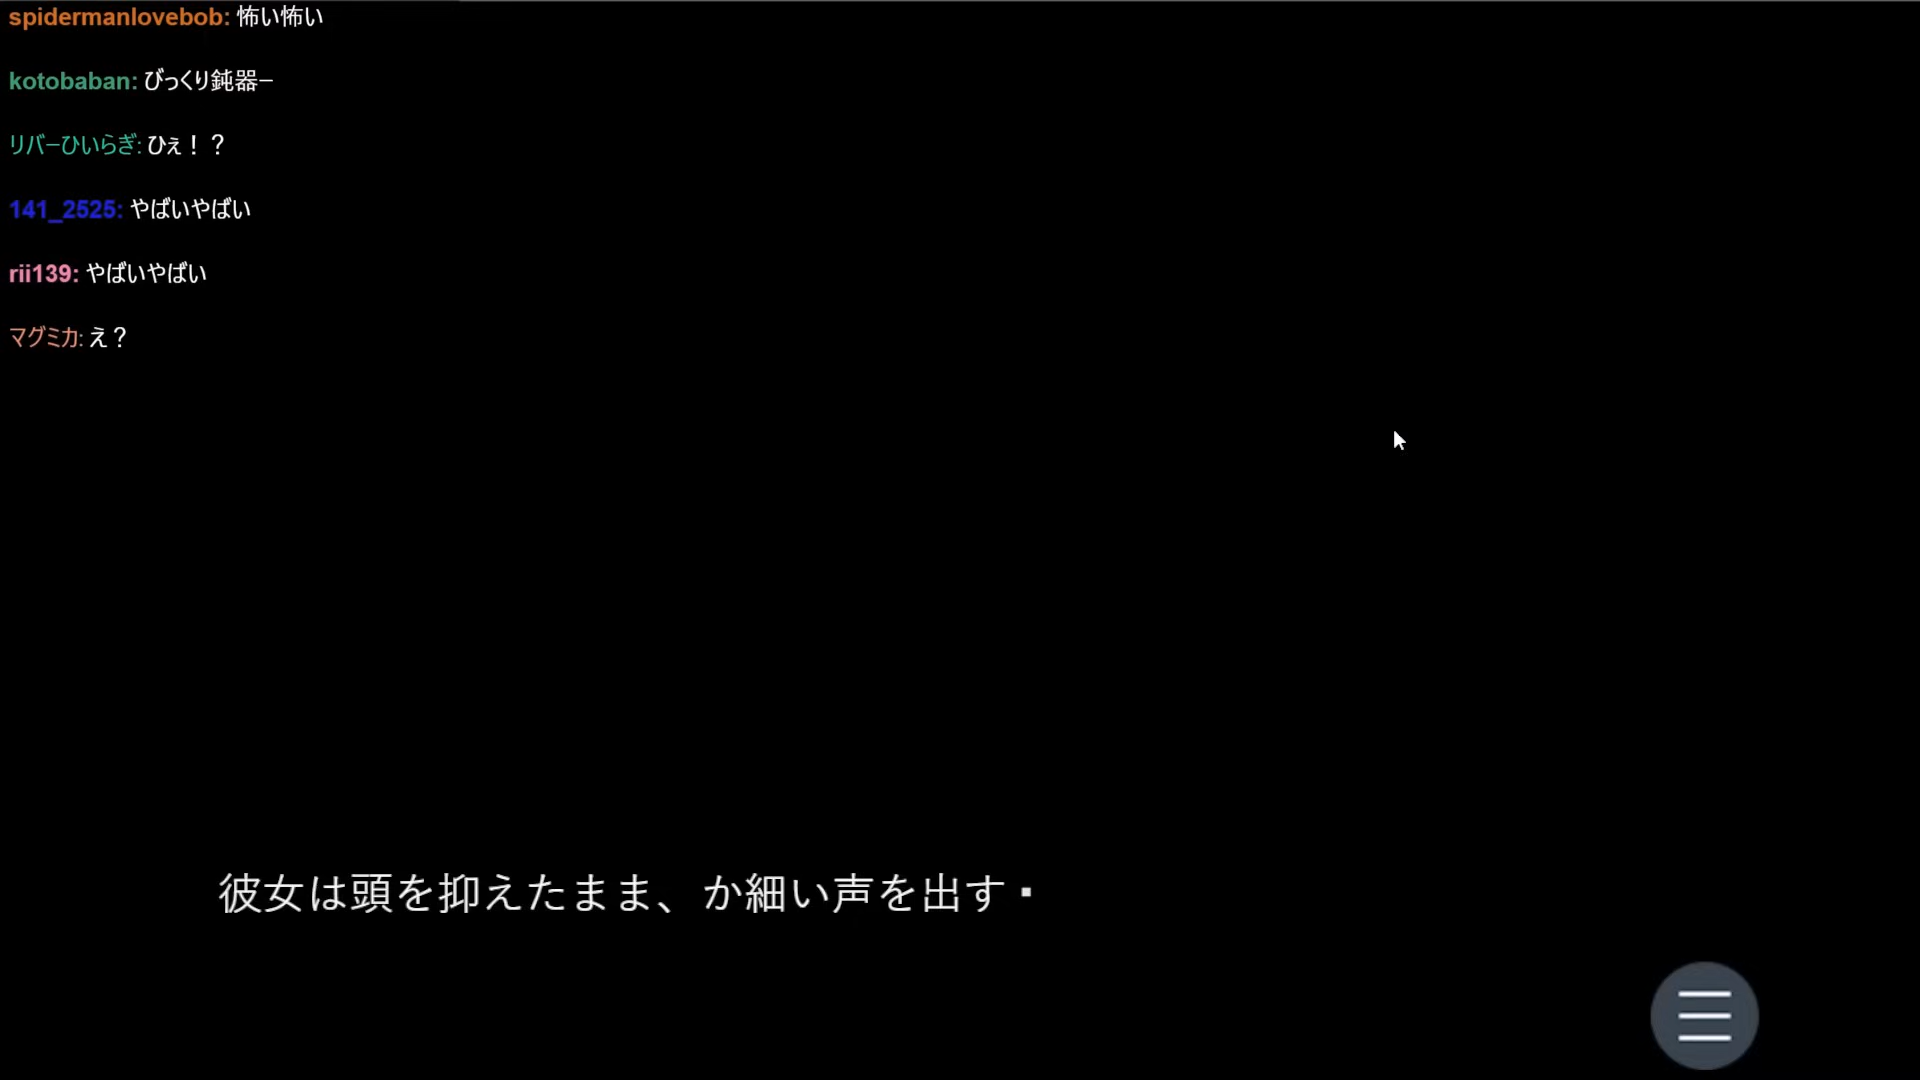 spidermanlovebob: 怖い怖い
kotobaban: びっくり鈍器ー
リバーひいらぎ: ひぇ！？
141_2525: やばいやばい
rii139: やばいやばい
マグミカ: え？
彼女は頭を抑えたまま、か細い声を出す